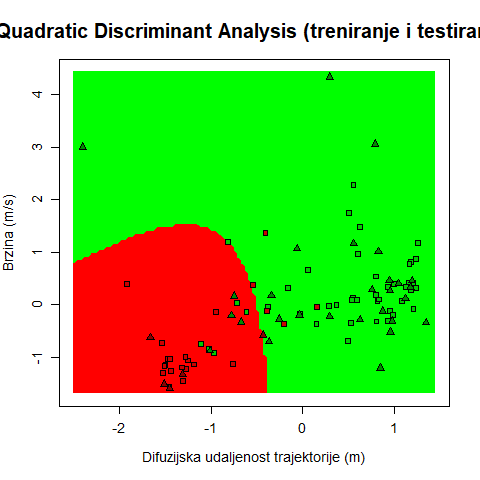 Quadratic Discriminant Analysis (treniranje i testiran
Brzina (m/s)
4
3
2
1
0
-1
-2 -1 0 1
Difuzijska udaljenost trajektorije (m)